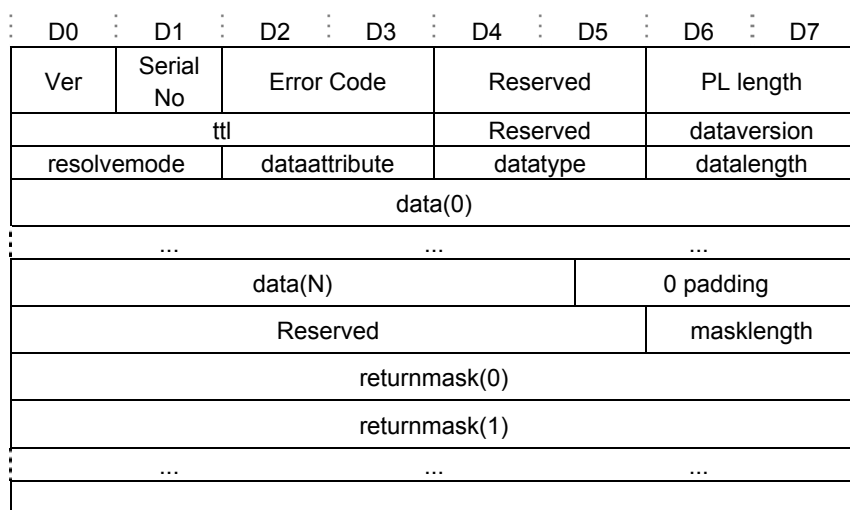 D0 D1 D2 D3 D4 D5 D6 D7
Ver Serial No Error Code Reserved PL length
ttl Reserved dataversion
resolvemode dataattribute datatype datalength
data(0)
... ... ...
data(N) 0 padding
Reserved masklength
returnmask(0)
returnmask(1)
... ... ...